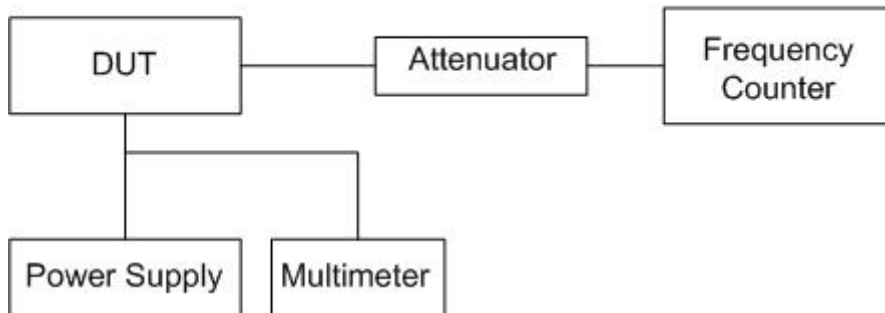 DUT
Attenuator
Frequency
Counter
Power Supply
Multimeter